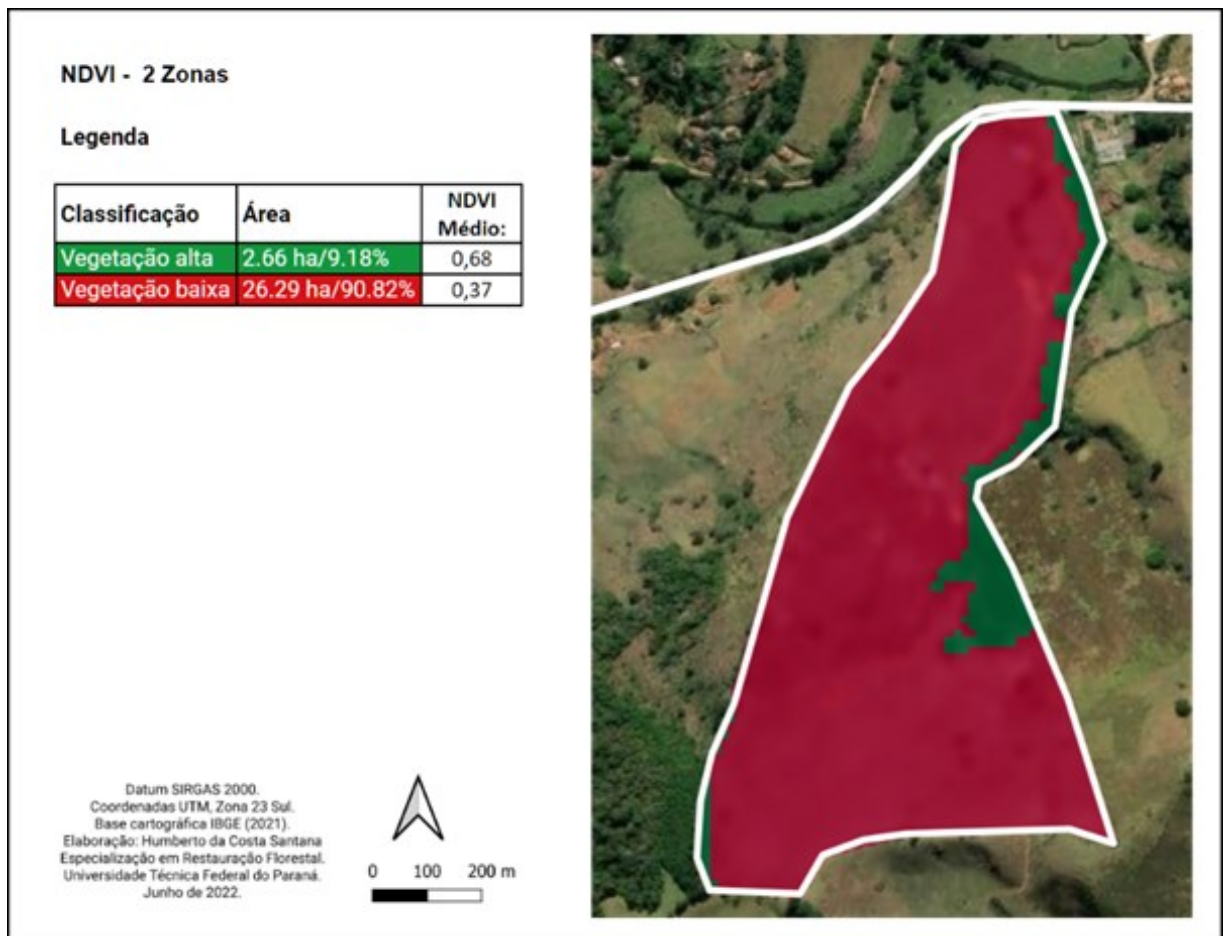 NDVI - 2 Zonas
Legenda
Classificação Área NDVI Médio:
Vegetação alta 2.66 ha/9.18% 0,68
Vegetação baixa 26.29 ha/90.82% 0,37
Datum SIRGAS 2000.
Coordenadas UTM, Zona 23 Sul.
Base cartográfica IBGE (2021).
Elaboração: Humberto da Costa Santana
Especialização em Restauração Florestal.
Universidade Técnica Federal do Paraná.
Junho de 2022.
0 100 200 m